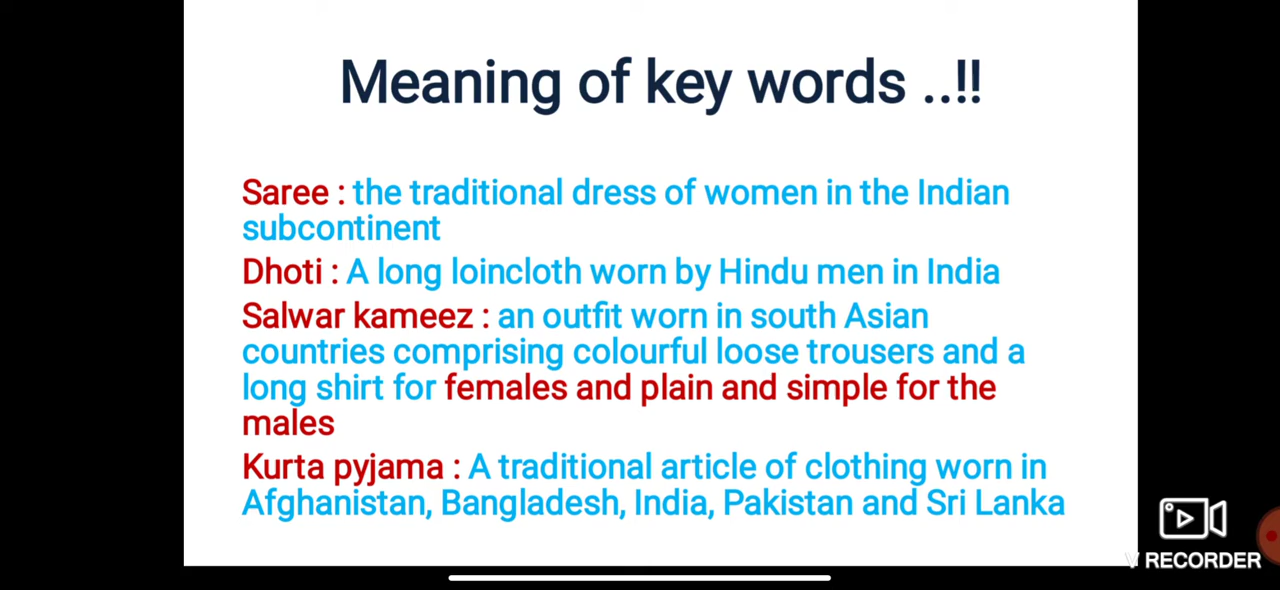 Meaning of key words ..!!
Saree : the traditional dress of women in the Indian
subcontinent
Dhoti : A long loincloth worn by Hindu men in India
Salwar kameez : an outfit worn in south Asian
countries comprising colourful loose trousers and a
long shirt for females and plain and simple for the
males
Kurta pyjama : A traditional article of clothing worn in
Afghanistan, Bangladesh, India, Pakistan and Sri Lanka
V RECORDER